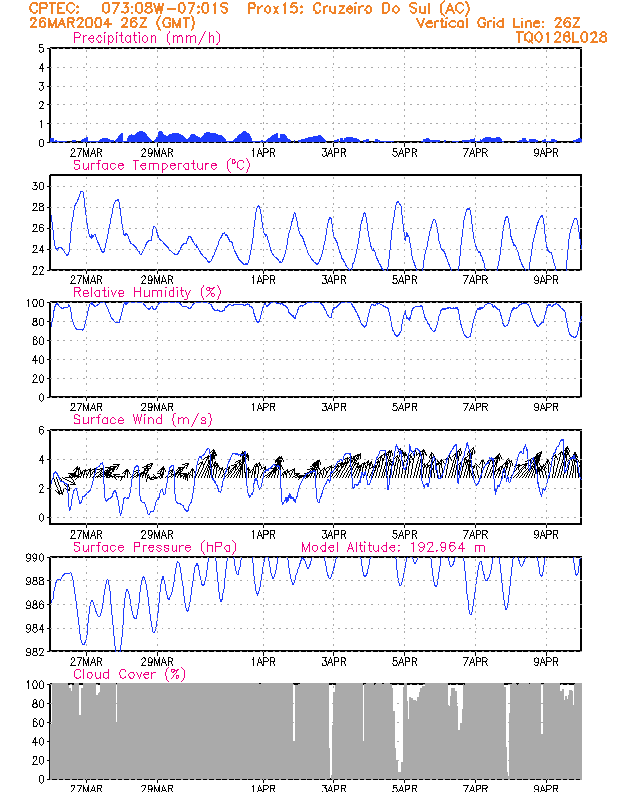 CPTEC: 073:08W-07:01S Prox15: Cruzeiro Do Sul (AC)
26MAR2004 26Z (GMT) Vertical Grid Line: 26Z
Precipitation (mm/h) TQ0126L028
5
4
3
2
1
0
27MAR 29MAR 1APR 3APR 5APR 7APR 9APR
Surface Temperature (°C)
30
28
26
24
22
27MAR 29MAR 1APR 3APR 5APR 7APR 9APR
Relative Humidity (%)
100
80
60
40
20
0
27MAR 29MAR 1APR 3APR 5APR 7APR 9APR
Surface Wind (m/s)
6
4
2
0
27MAR 29MAR 1APR 3APR 5APR 7APR 9APR
Surface Pressure (hPa) Model Altitude: 192.964 m
990
988
986
984
982
27MAR 29MAR 1APR 3APR 5APR 7APR 9APR
Cloud Cover (%)
100
80
60
40
20
0
27MAR 29MAR 1APR 3APR 5APR 7APR 9APR